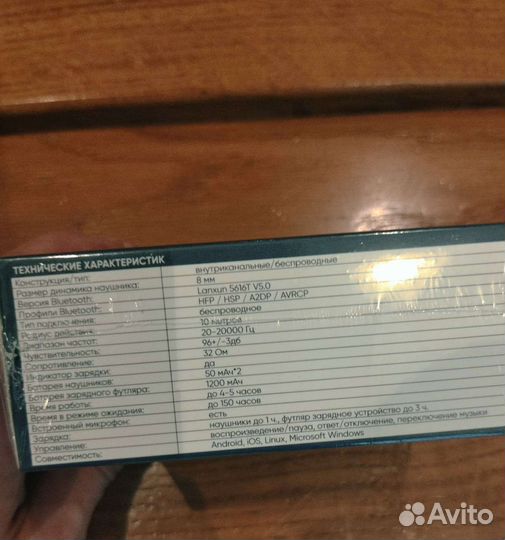 ТЕХНИЧЕСКИЕ ХАРАКТЕРИСТИК
Конструкция/тип: внутриканальные/беспроводные
Размер динамика наушника: 8 мм
Версия Bluetooth: Lanxun 5616T V5.0
Профили Bluetooth: HFP / HSP / A2DP / AVRCP
Тип подключения: беспроводное
Радиус действия: 10 метров
Диапазон частот: 20-20000 Гц
Чувствительность: 96+/-3дб
Сопротивление: 32 Ом
Индикатор зарядки: да
Батарея наушников: 50 мАч*2
Батарея зарядного футляра: 1200 мАч
Время работы: до 4-5 часов
Время в режиме ожидания: до 150 часов
Встроенный микрофон: есть
Зарядка: наушники до 1 ч., футляр зарядное устройство до 3 ч.
Управление: воспроизведение/пауза, ответ/отключение, переключение музыки
Совместимость: Android, iOS, Linux, Microsoft Windows
Avito